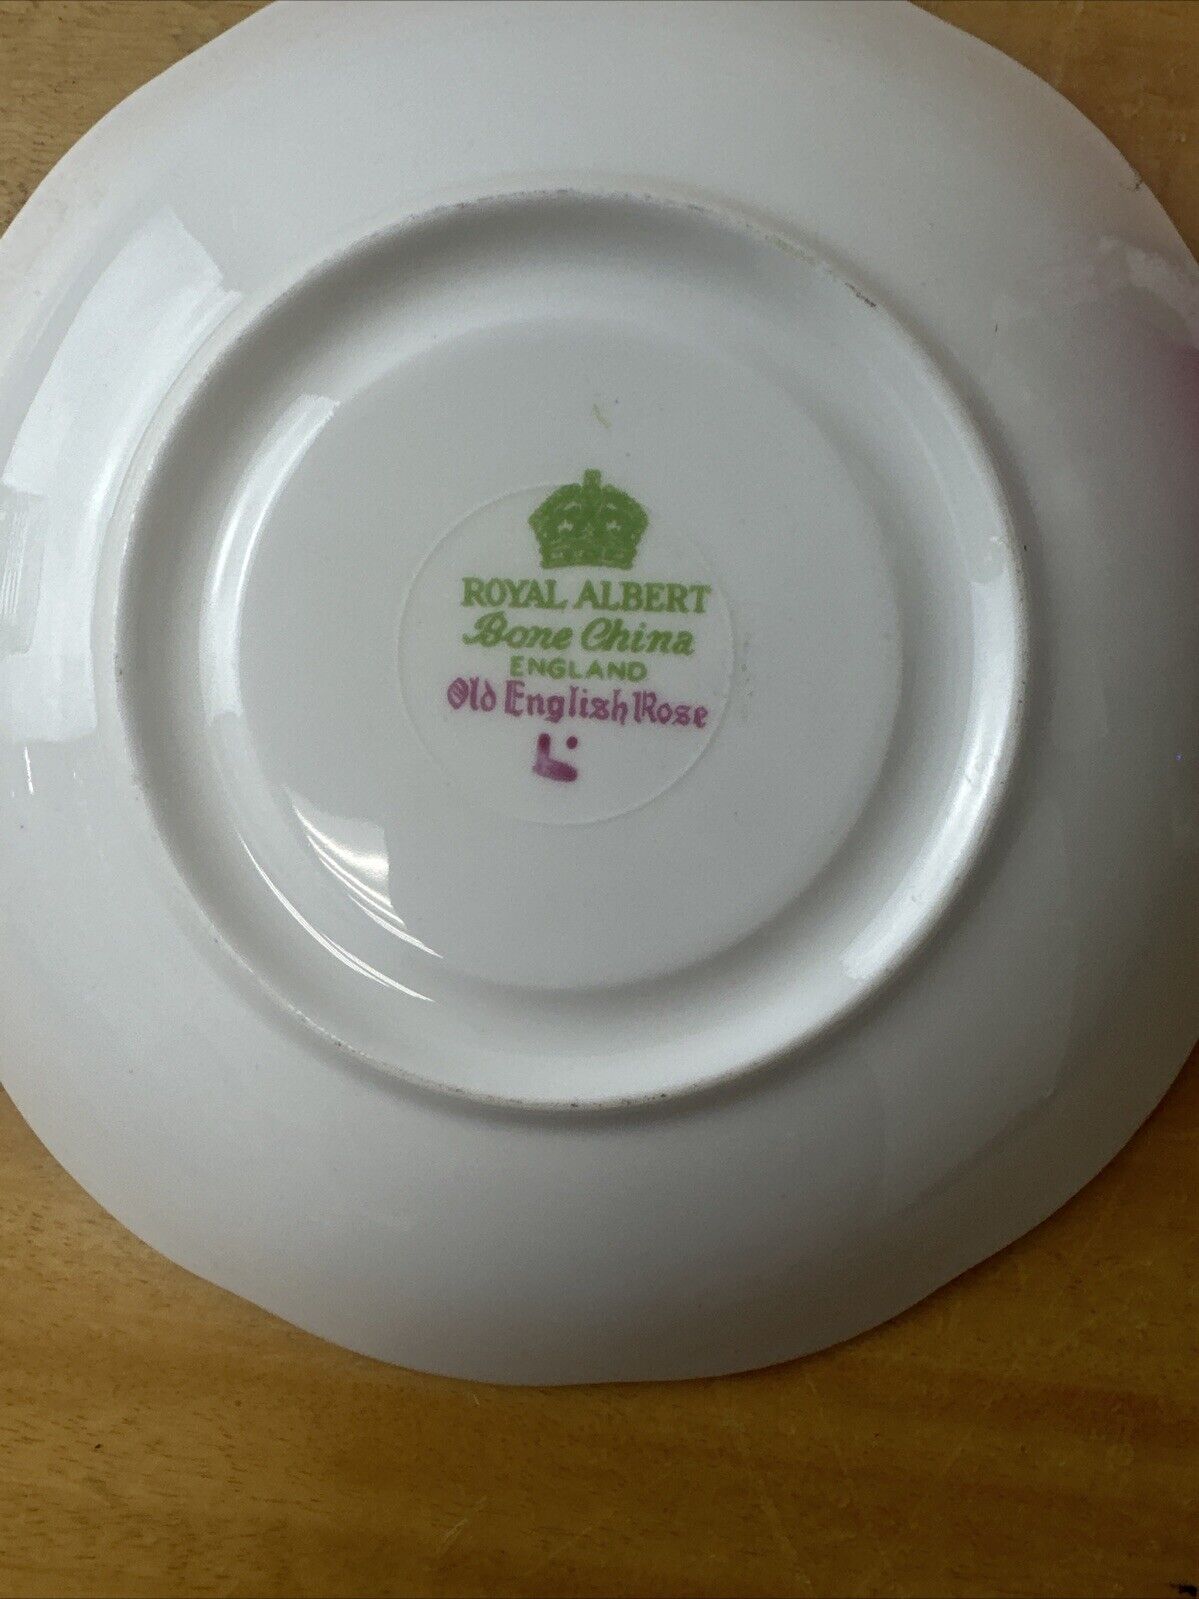 ROYAL ALBERT
Bone China
ENGLAND
Old English Rose